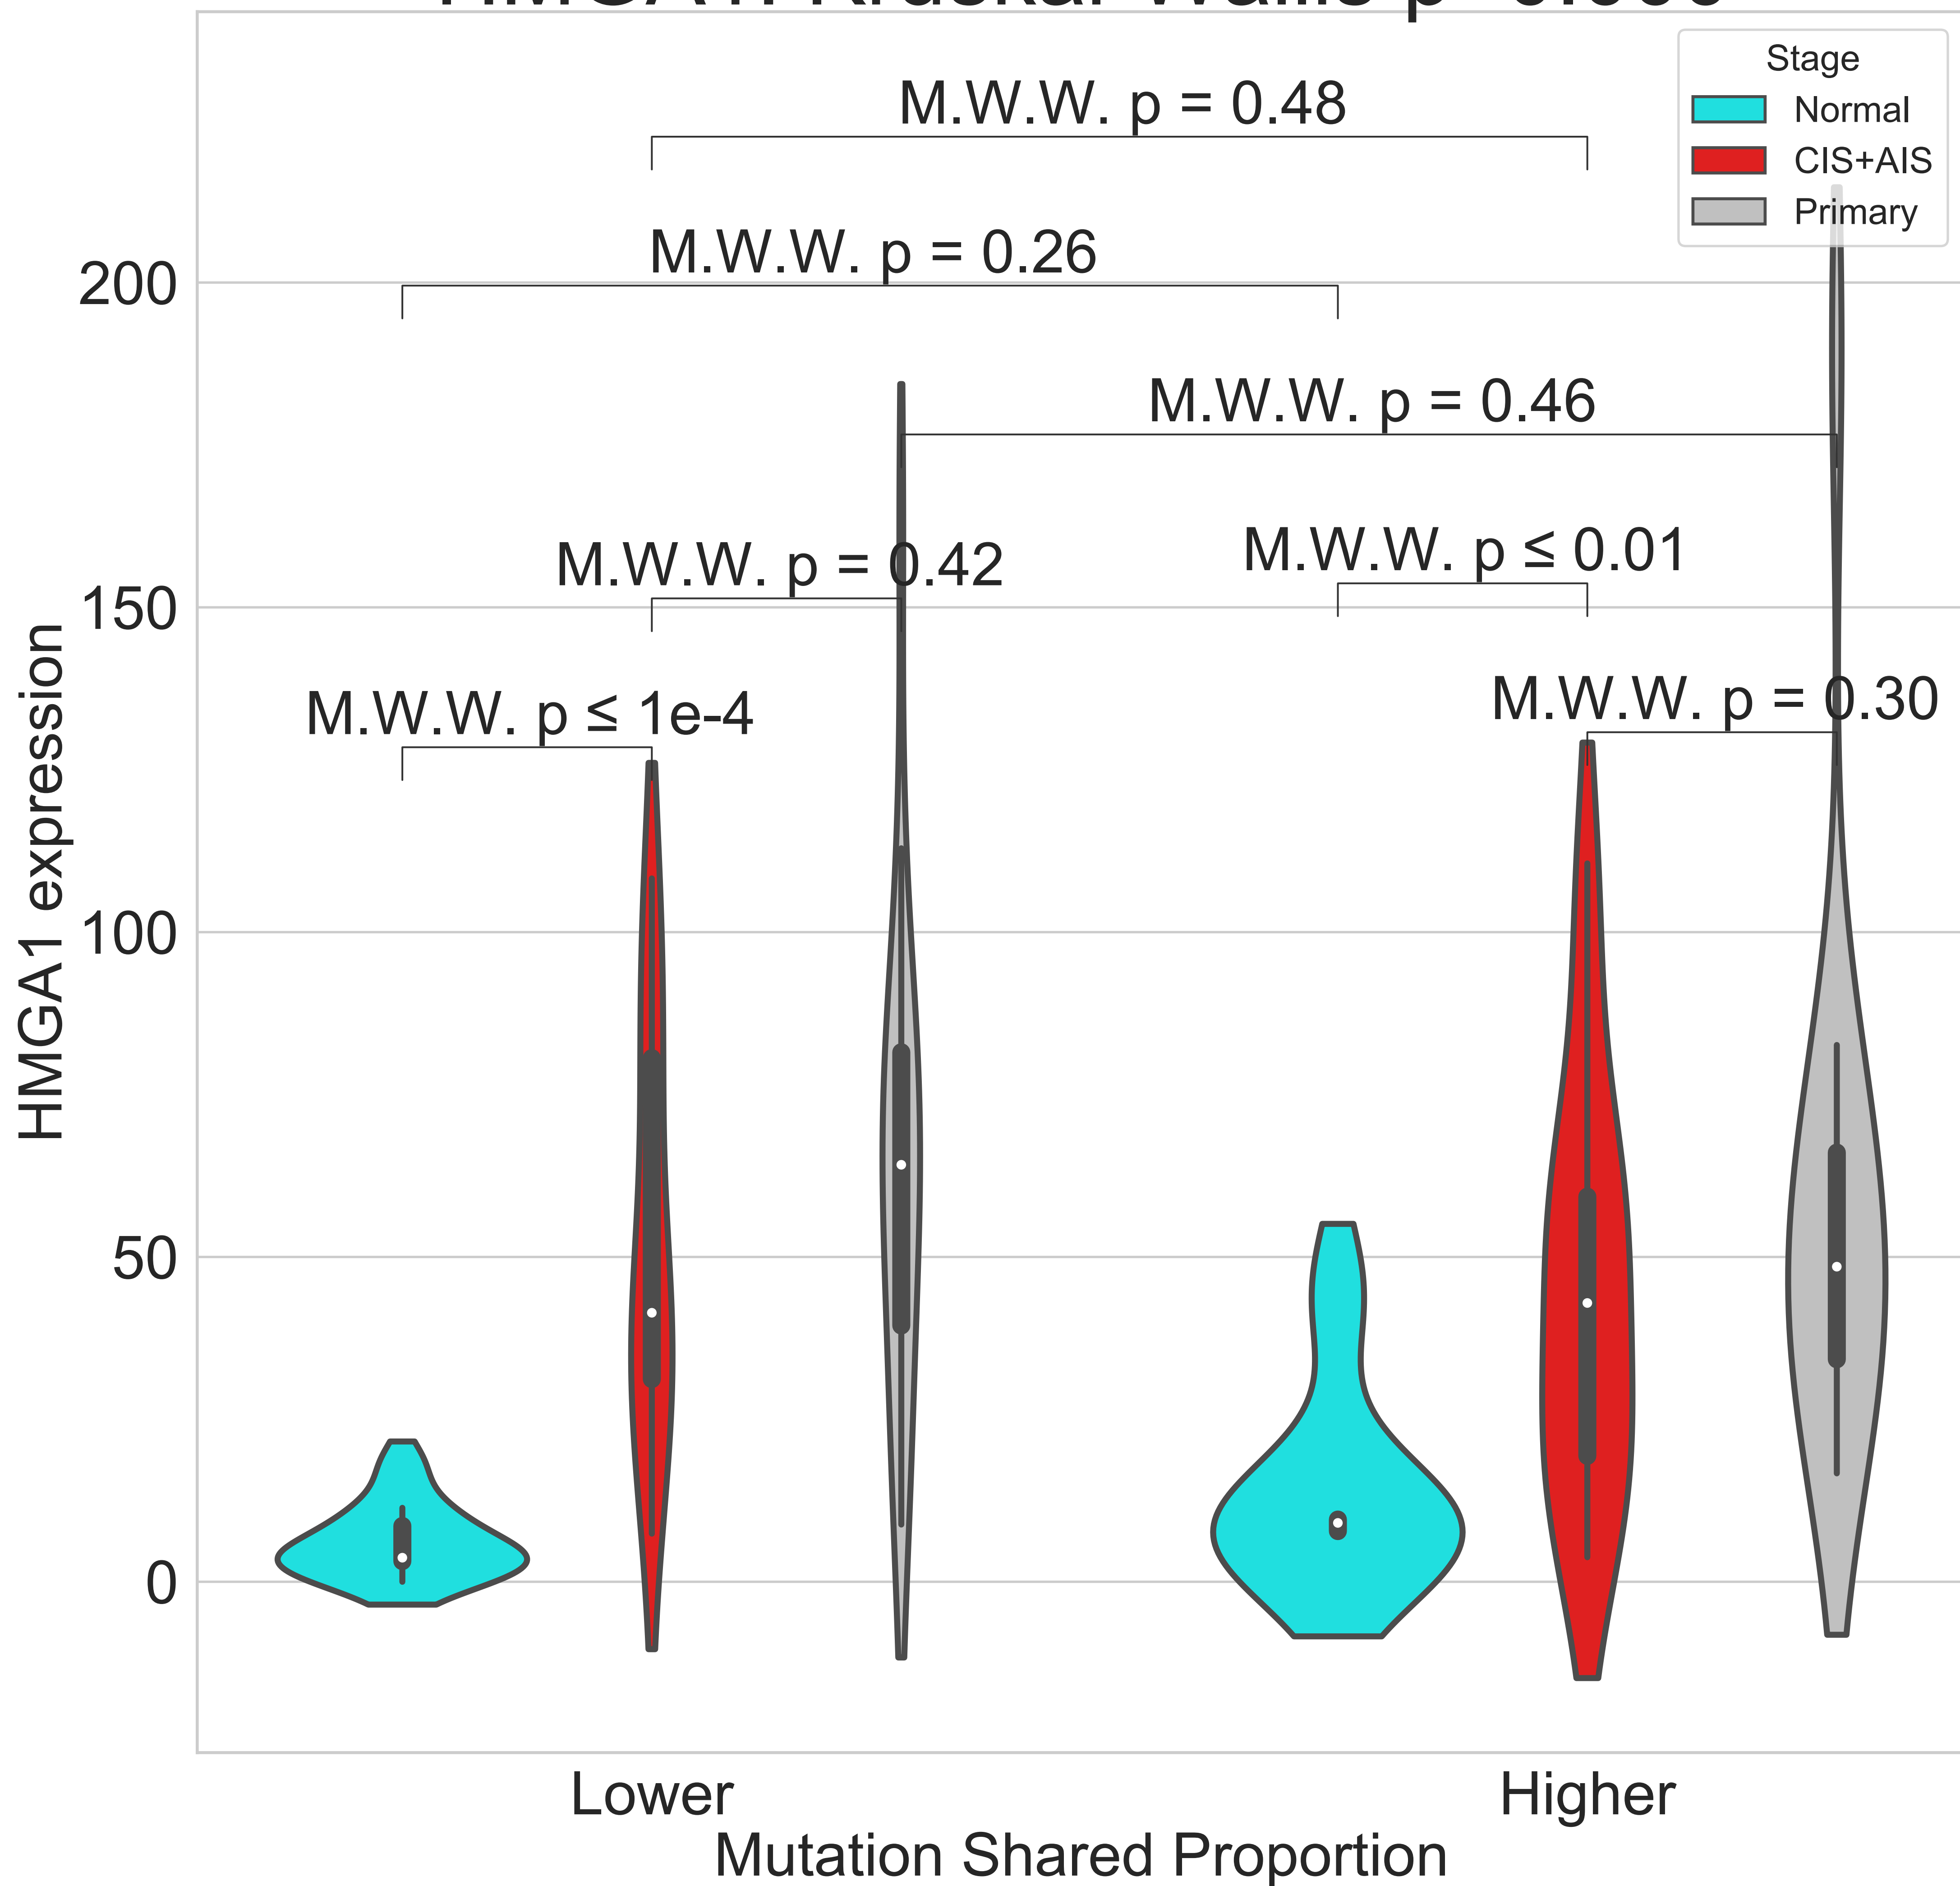 Stage
Normal
CIS+AIS
Primary
M.W.W. p = 0.48
M.W.W. p = 0.26
M.W.W. p = 0.46
M.W.W. p = 0.42
M.W.W. p ≤ 0.01
M.W.W. p ≤ 1e-4
M.W.W. p = 0.30
HMGA1 expression
200
150
100
50
0
Lower
Higher
Mutation Shared Proportion